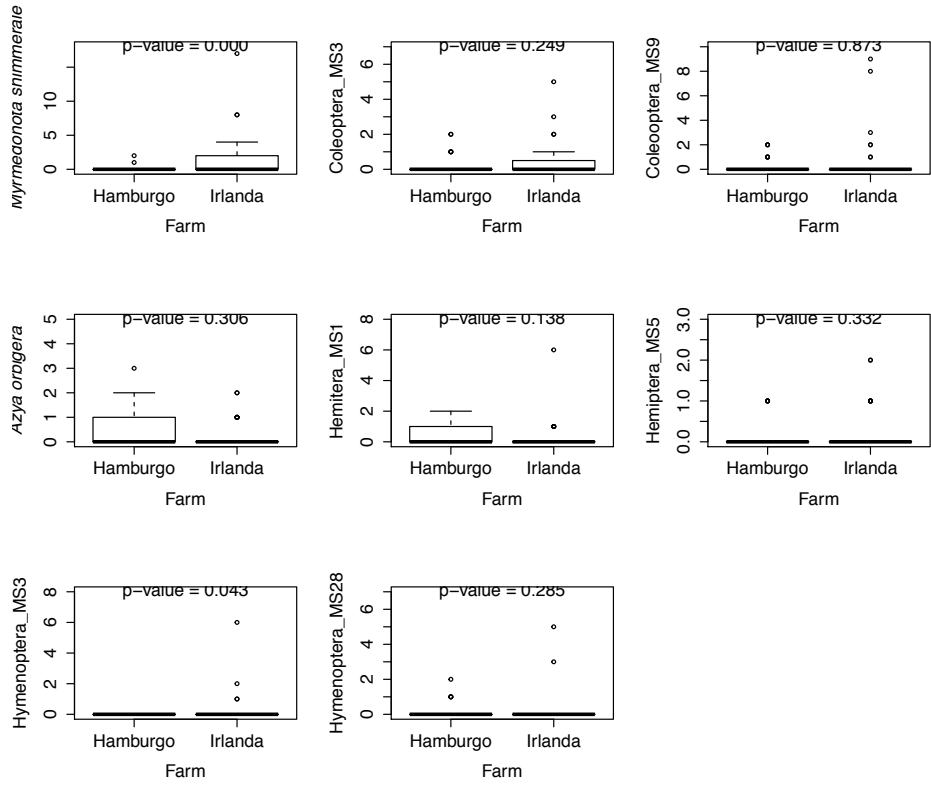 Myrmedonota shimmerale
p-value = 0.000
0 5 10
Hamburgo Irlanda
Farm
Coleoptera_MS3
p-value = 0.249
0 2 4 6
Hamburgo Irlanda
Farm
Coleooptera_MS9
p-value = 0.873
0 2 4 6 8
Hamburgo Irlanda
Farm
Azya orbigera
p-value = 0.306
0 1 2 3 4 5
Hamburgo Irlanda
Farm
Hemitera_MS1
p-value = 0.138
0 2 4 6 8
Hamburgo Irlanda
Farm
Hemiptera_MS5
p-value = 0.332
0.0 1.0 2.0 3.0
Hamburgo Irlanda
Farm
Hymenoptera_MS3
p-value = 0.043
0 2 4 6 8
Hamburgo Irlanda
Farm
Hymenoptera_MS28
p-value = 0.285
0 2 4 6
Hamburgo Irlanda
Farm